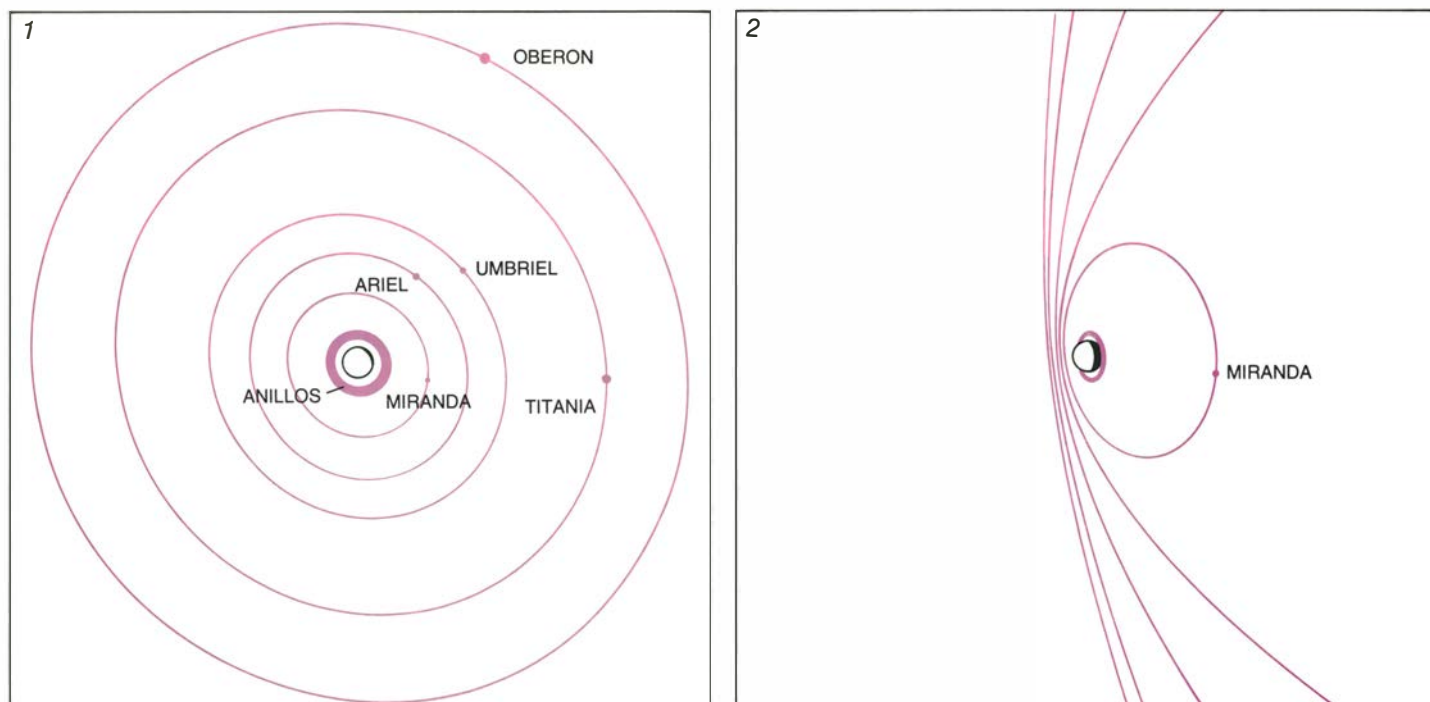 1
OBERON
UMBRIEL
ARIEL
ANILLOS
MIRANDA
TITANIA
2
MIRANDA